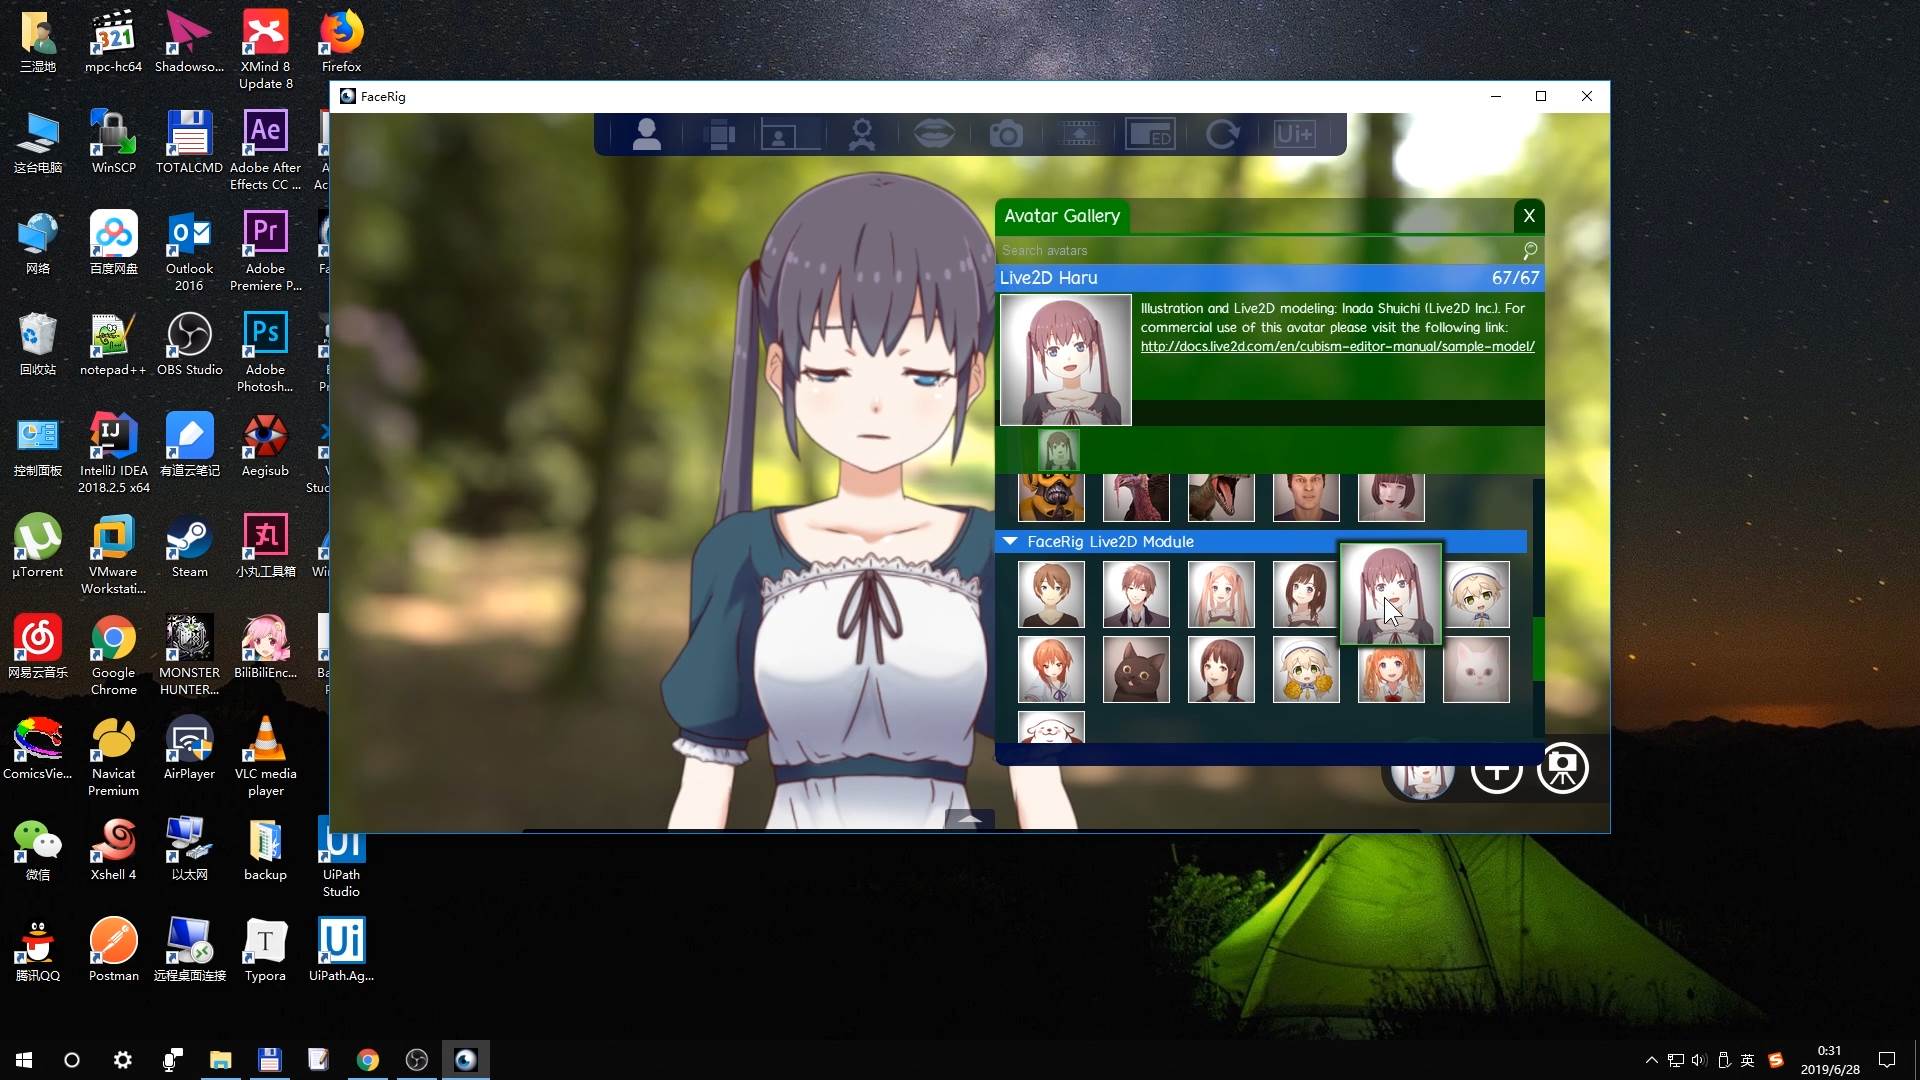 三湿地
mpc-hc64
Shadowso...
XMind 8
Update 8
Firefox
这台电脑
WinSCP
TOTALCMD
Adobe After
Effects CC ...
网络
百度网盘
Outlook
2016
Adobe
Premiere P...
回收站
notepad++
OBS Studio
Adobe
Photosh...
控制面板
IntelliJ IDEA
2018.2.5 x64
有道云笔记
Aegisub
µTorrent
VMware
Workstati...
Steam
小丸工具箱
网易云音乐
Google
Chrome
MONSTER
HUNTER...
BiliBiliEnc...
ComicsVie...
Navicat
Premium
AirPlayer
VLC media
player
微信
Xshell 4
以太网
backup
UiPath
Studio
腾讯QQ
Postman
远程桌面连接
Typora
UiPath.Ag...
FaceRig
ED
Ui+
Avatar Gallery
X
Search avatars
Live2D Haru
67/67
Illustration and Live2D modeling: Inada Shuichi (Live2D Inc.). For
commercial use of this avatar please visit the following link:
http://docs.live2d.com/en/cubism-editor-manual/sample-model/
FaceRig Live2D Module
英
0:31
2019/6/28